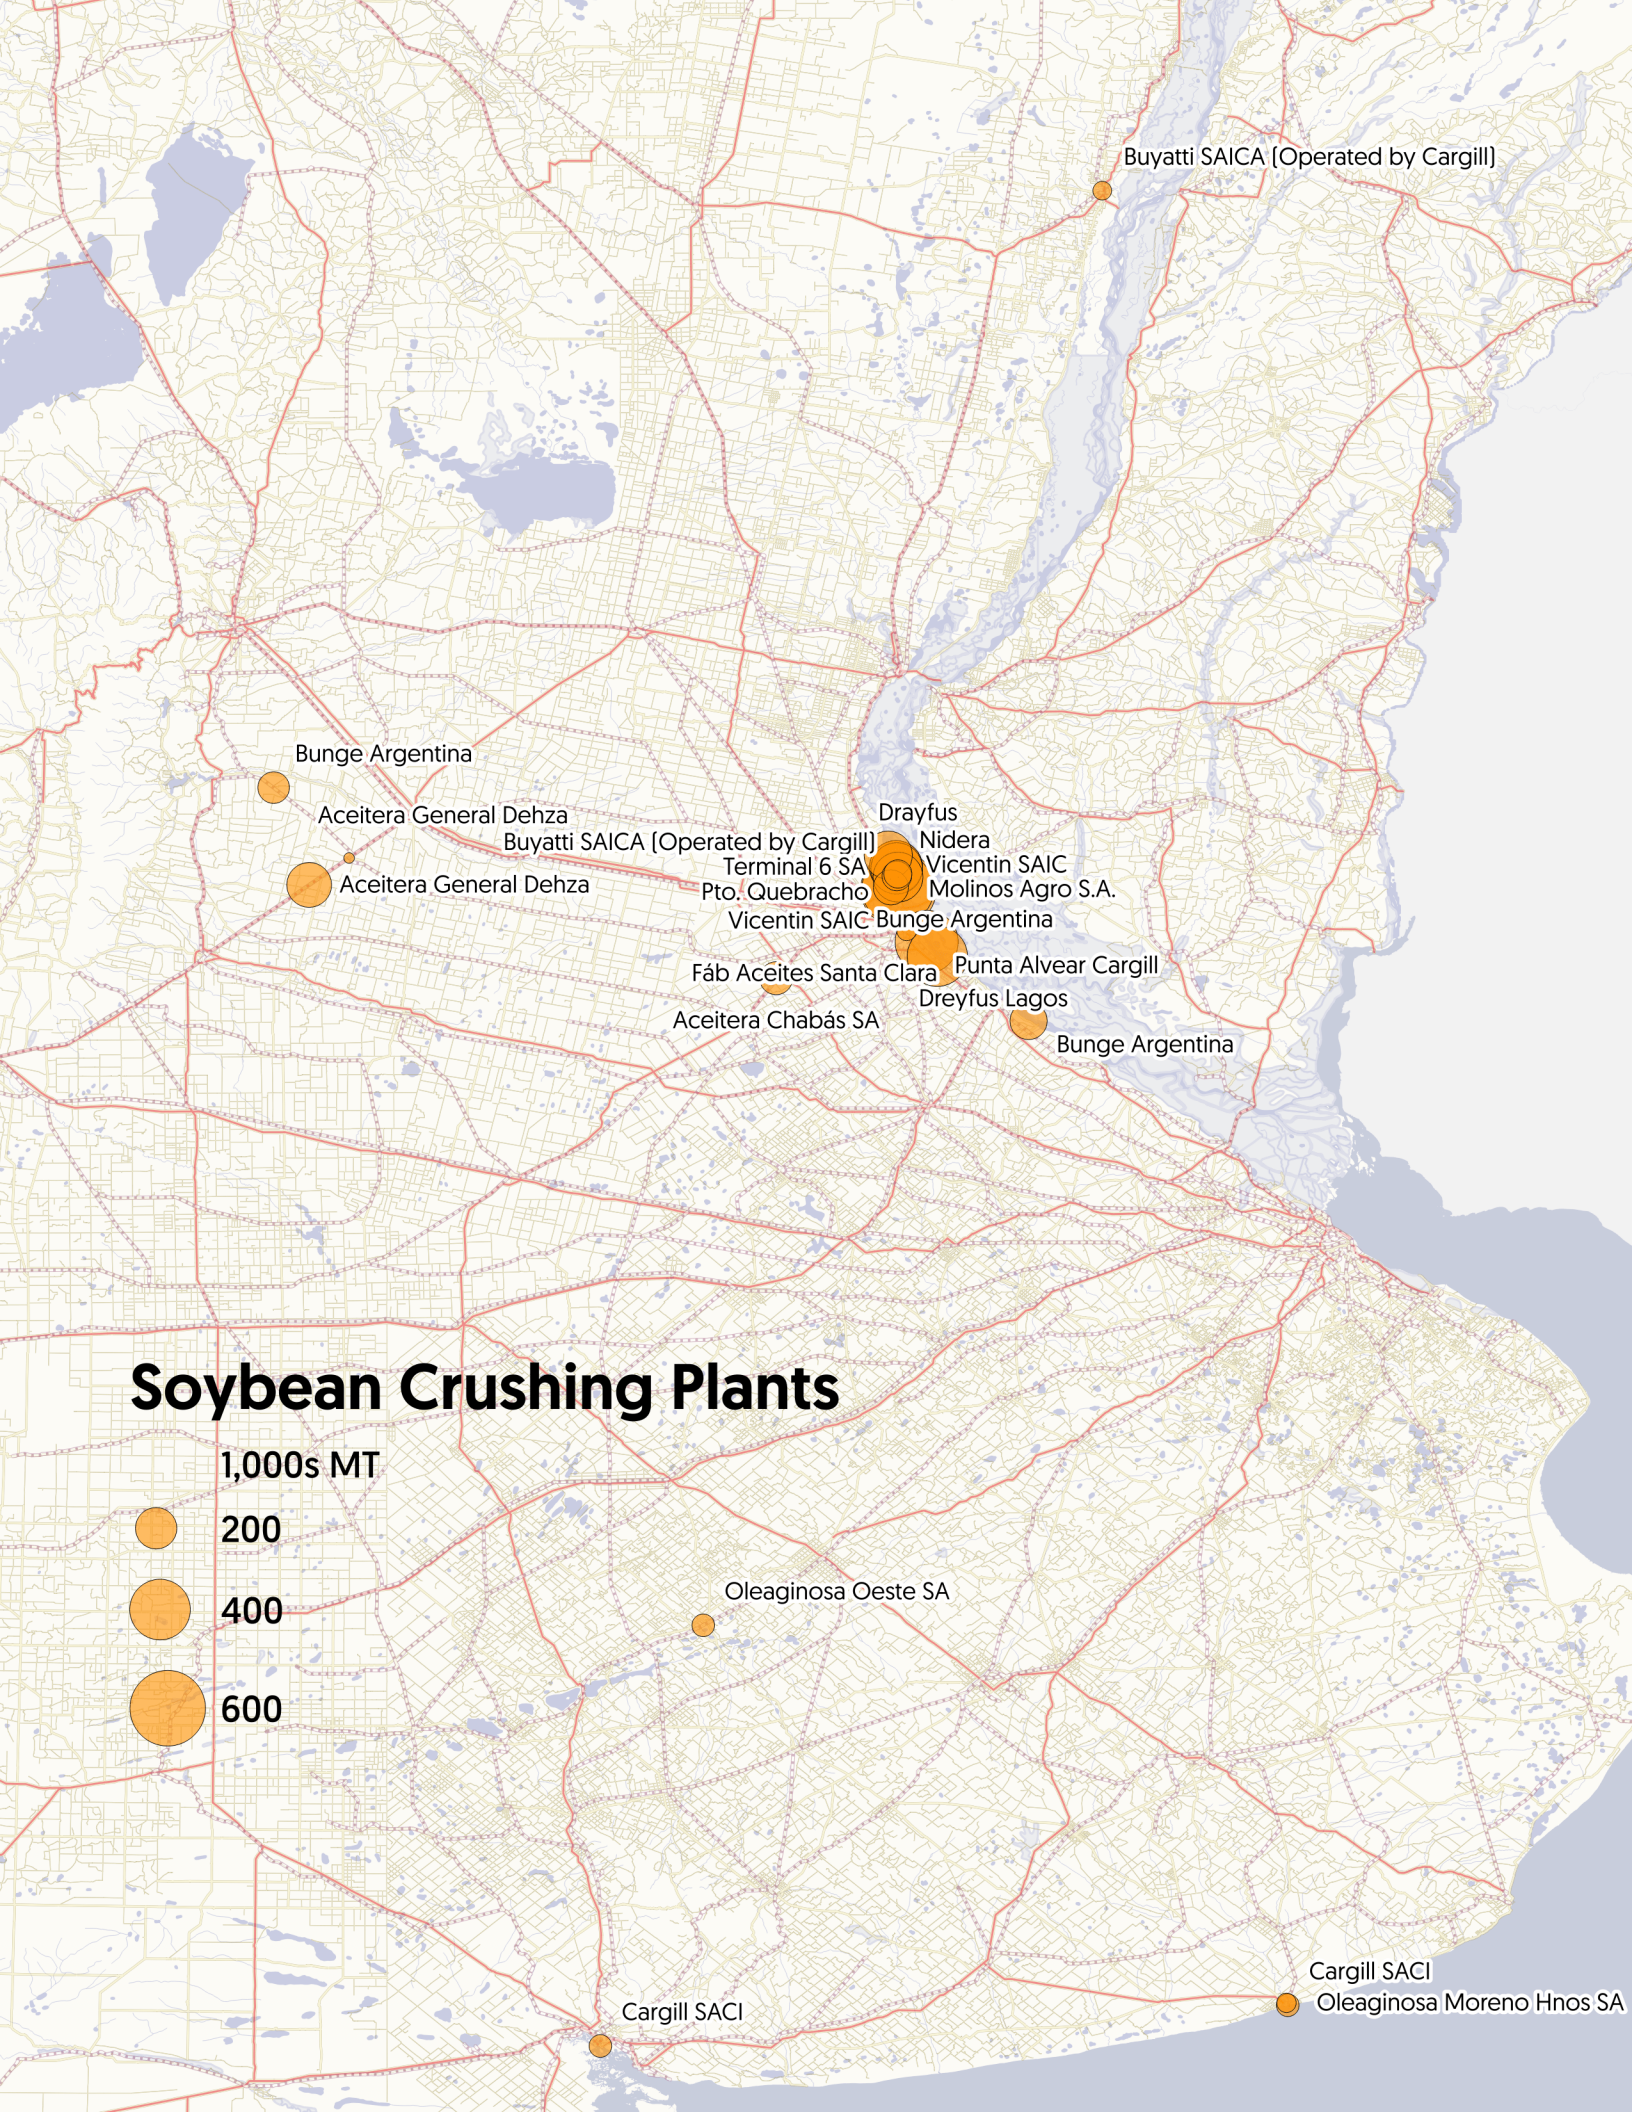 Buyatti SAICA (Operated by Cargill)
Bunge Argentina
Aceitera General Dehza
Drayfus
Buyatti SAICA (Operated by Cargill)
Nidera
Terminal 6 SA
Vicentin SAIC
Aceitera General Dehza
Pto. Quebracho
Molinos Agro S.A.
Vicentin SAIC
Bunge Argentina
Fáb Aceites Santa Clara
Punta Alvear Cargill
Dreyfus Lagos
Aceitera Chabás SA
Bunge Argentina
Soybean Crushing Plants
1,000s MT
200
400
600
Oleaginosa Oeste SA
Cargill SACI
Oleaginosa Moreno Hnos SA
Cargill SACI